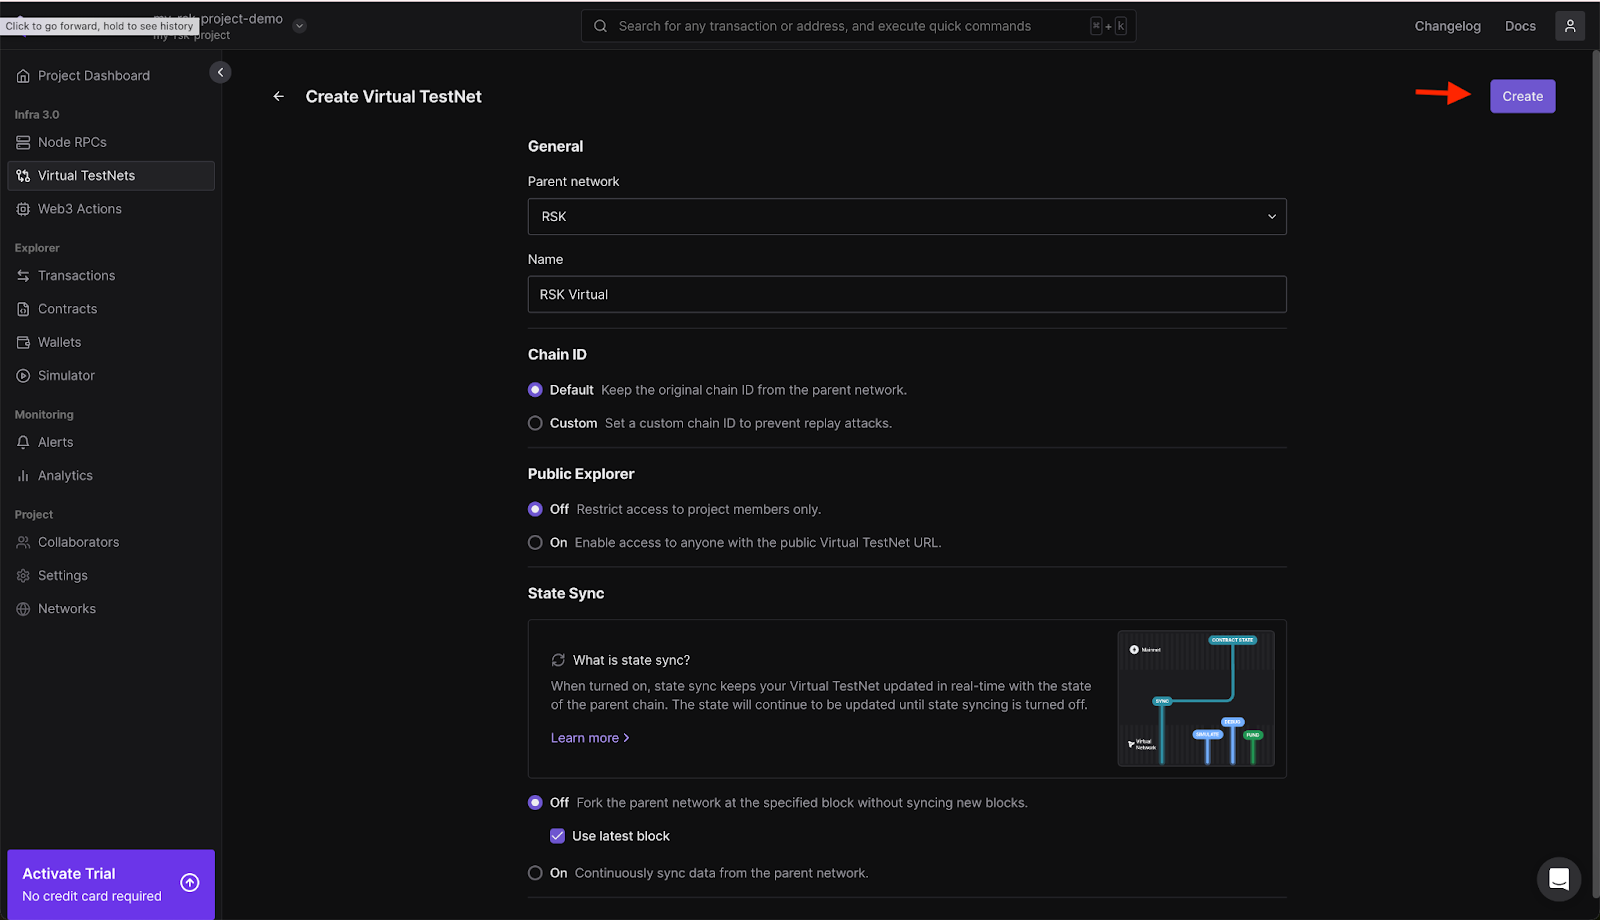 my-rsk-project-demo
Click to go forward, hold to see history
my-rsk-project
Search for any transaction or address, and execute quick commands
⌘ + k
Changelog
Docs
Project Dashboard
Infra 3.0
Node RPCs
Virtual TestNets
Web3 Actions
Explorer
Transactions
Contracts
Wallets
Simulator
Monitoring
Alerts
Analytics
Project
Collaborators
Settings
Networks
Activate Trial
No credit card required
Create Virtual TestNet
Create
General
Parent network
RSK
Name
RSK Virtual
Chain ID
Default Keep the original chain ID from the parent network.
Custom Set a custom chain ID to prevent replay attacks.
Public Explorer
Off Restrict access to project members only.
On Enable access to anyone with the public Virtual TestNet URL.
State Sync
What is state sync?
When turned on, state sync keeps your Virtual TestNet updated in real-time with the state
of the parent chain. The state will continue to be updated until state syncing is turned off.
Learn more
CONTRACT STATE
Mainnet
SYNC
DEBUG
SIMULATE
FUND
Virtual
Network
Off Fork the parent network at the specified block without syncing new blocks.
Use latest block
On Continuously sync data from the parent network.